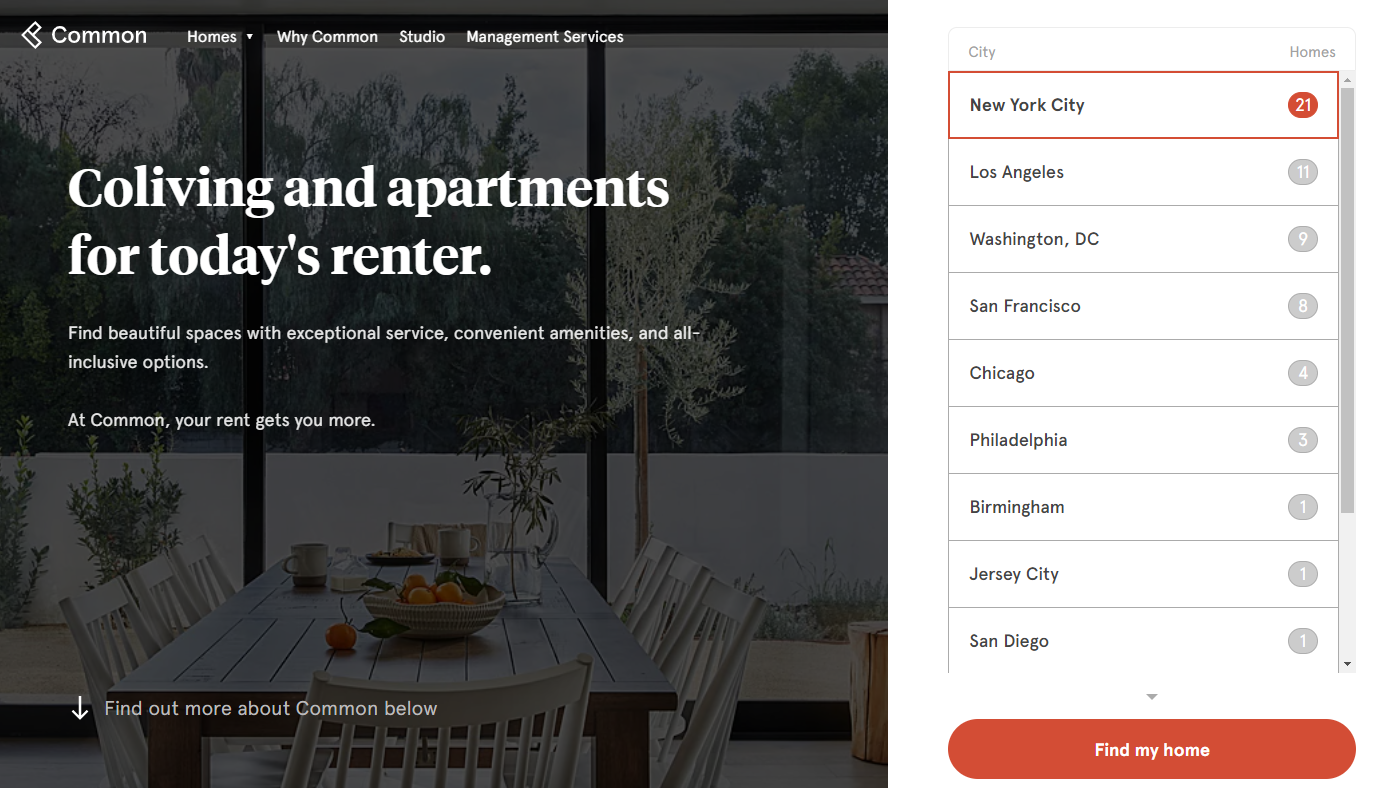 Common
Homes ▼ Why Common Studio Management Services
Coliving and apartments
for today's renter.
Find beautiful spaces with exceptional service, convenient amenities, and all-
inclusive options.
At Common, your rent gets you more.
Find out more about Common below
City Homes
New York City 21
Los Angeles 11
Washington, DC 9
San Francisco 8
Chicago 4
Philadelphia 3
Birmingham 1
Jersey City 1
San Diego 1
Find my home